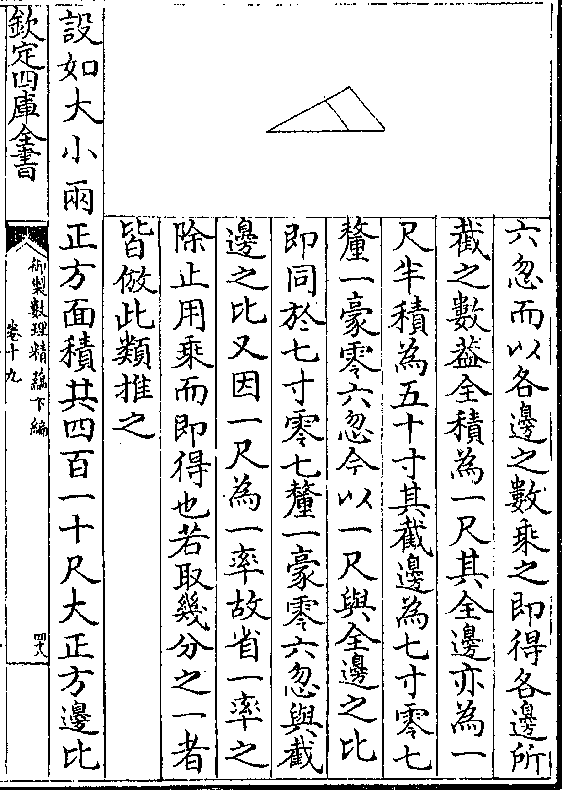 六忽而以各邊之數乘之即得各邊所
截之數葢全積為一尺其全邊亦為一
尺半積為五十寸其截邊為七寸零七
釐一豪零六忽今以一尺與全邊之比
即同於七寸零七釐一豪零六忽與截
邊之比又因一尺為一率故省一率之
除止用乘而即得也若取幾分之一者
皆倣此類推之
設如大小兩正方面積共四百一十尺大正方邊比
欽定四庫全書
御製數理精藴下編
卷十九
四十八